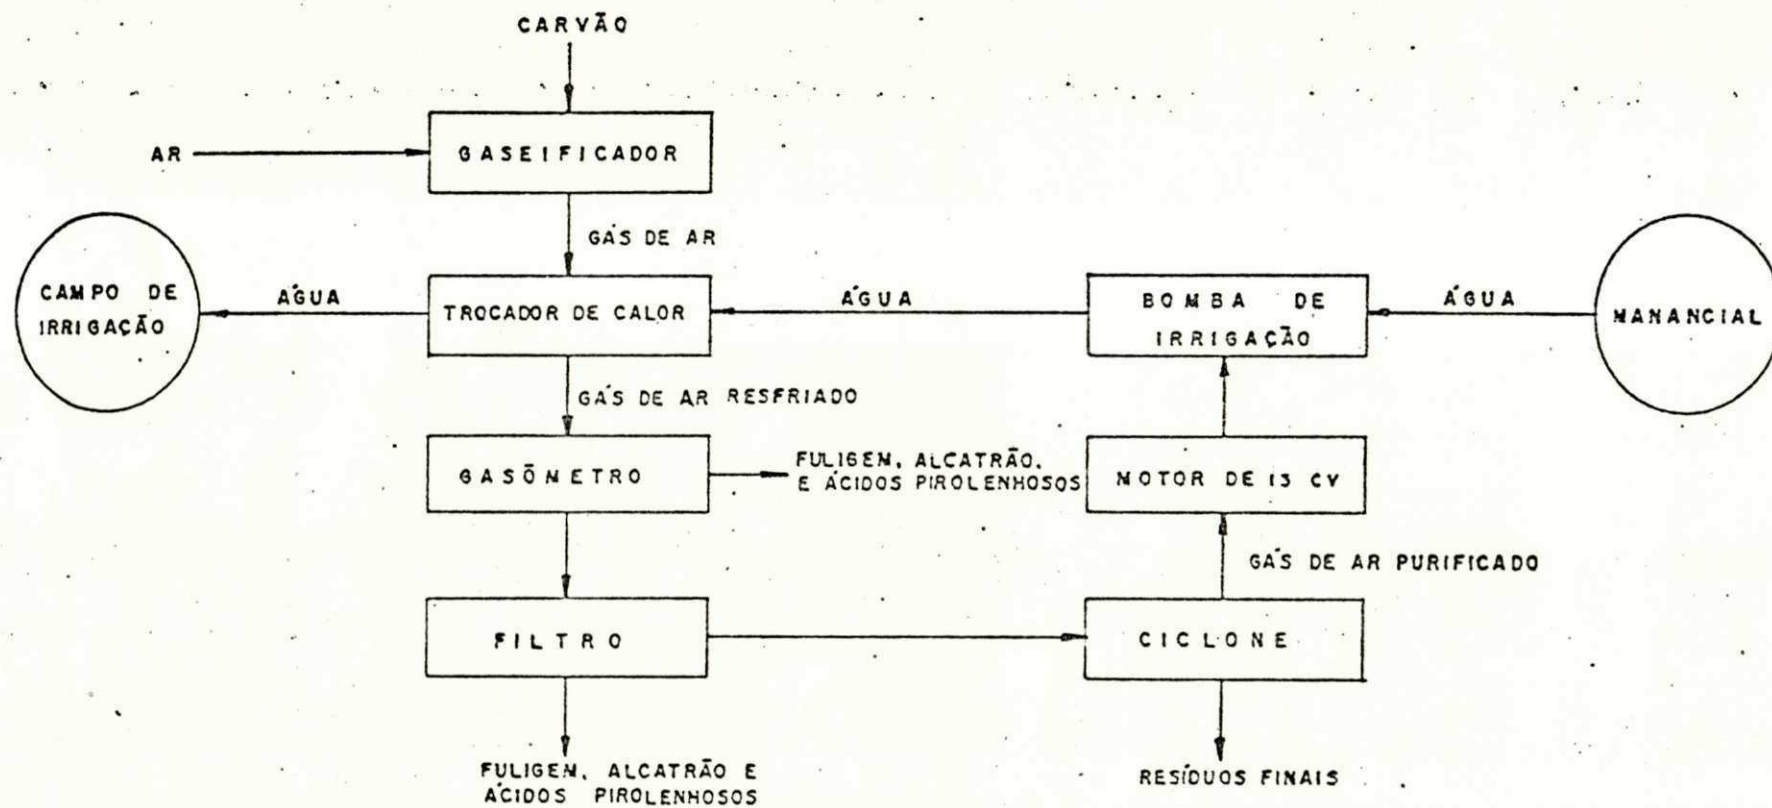 CARVÃO
AR
GASEIFICADOR
GÁS DE AR
CAMPO DE
IRRIGAÇÃO
ÁGUA
TROCADOR DE CALOR
ÁGUA
BOMBA DE
IRRIGAÇÃO
ÁGUA
MANANCIAL
GÁS DE AR RESFRIADO
GASÔMETRO
FULIGEM, ALCATRÃO,
E ÁCIDOS PIROLENHOSOS
MOTOR DE 13 CV
GÁS DE AR PURIFICADO
FILTRO
CICLONE
FULIGEM, ALCATRÃO E
ÁCIDOS PIROLENHOSOS
RESÍDUOS FINAIS